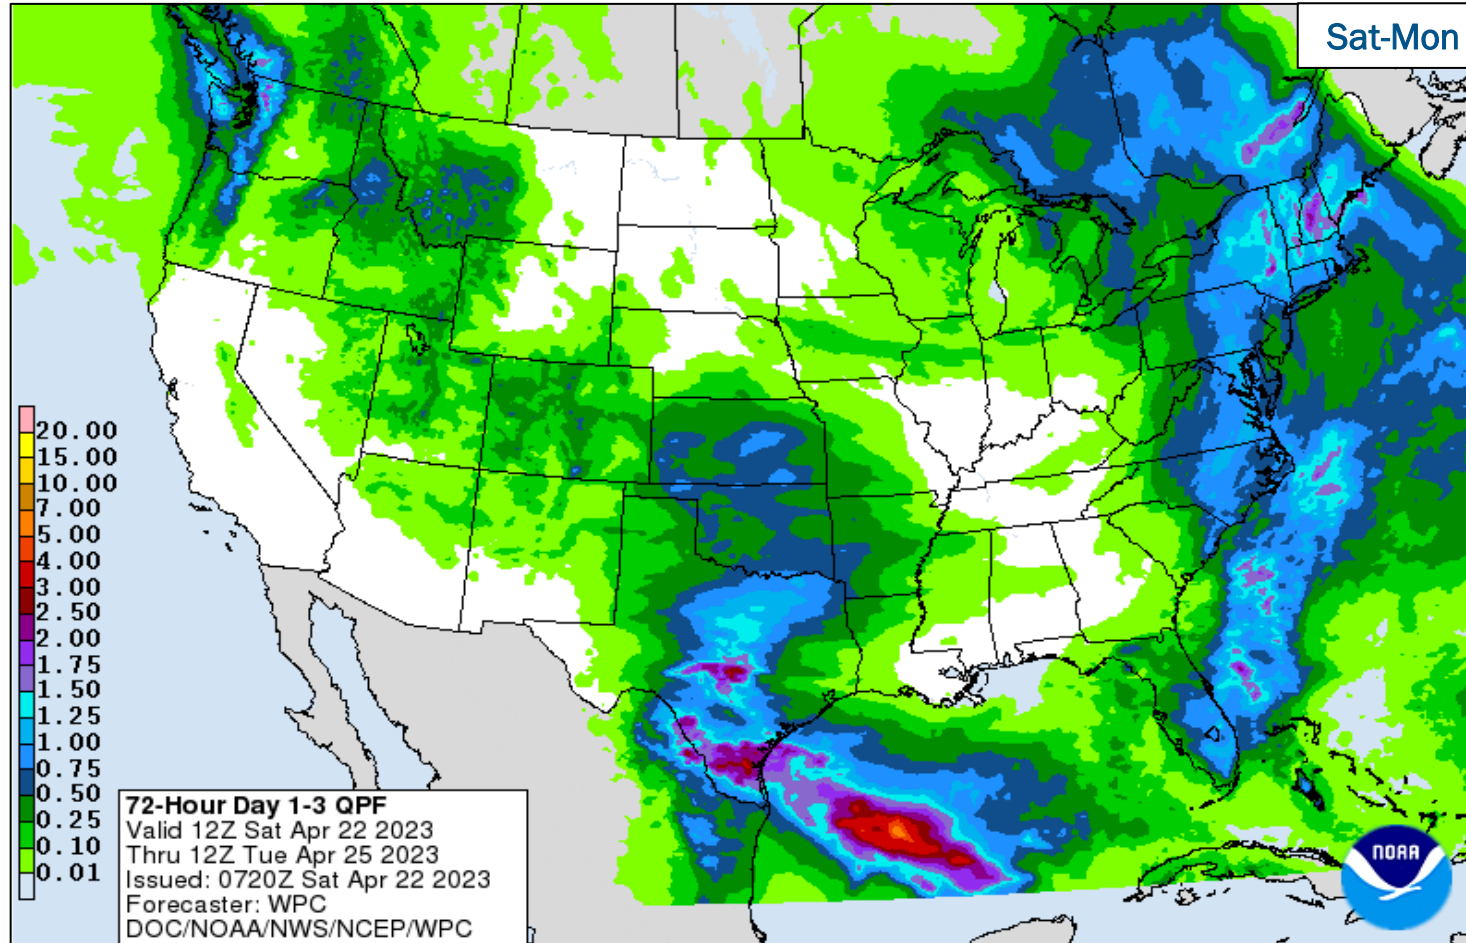 Sat-Mon
20.00
15.00
10.00
7.00
5.00
4.00
3.00
2.50
2.00
1.75
1.50
1.25
1.00
0.75
0.50
0.25
0.10
0.01
72-Hour Day 1-3 QPF
Valid 12Z Sat Apr 22 2023
Thru 12Z Tue Apr 25 2023
Issued: 0720Z Sat Apr 22 2023
Forecaster: WPC
DOC/NOAA/NWS/NCEP/WPC
NOAA